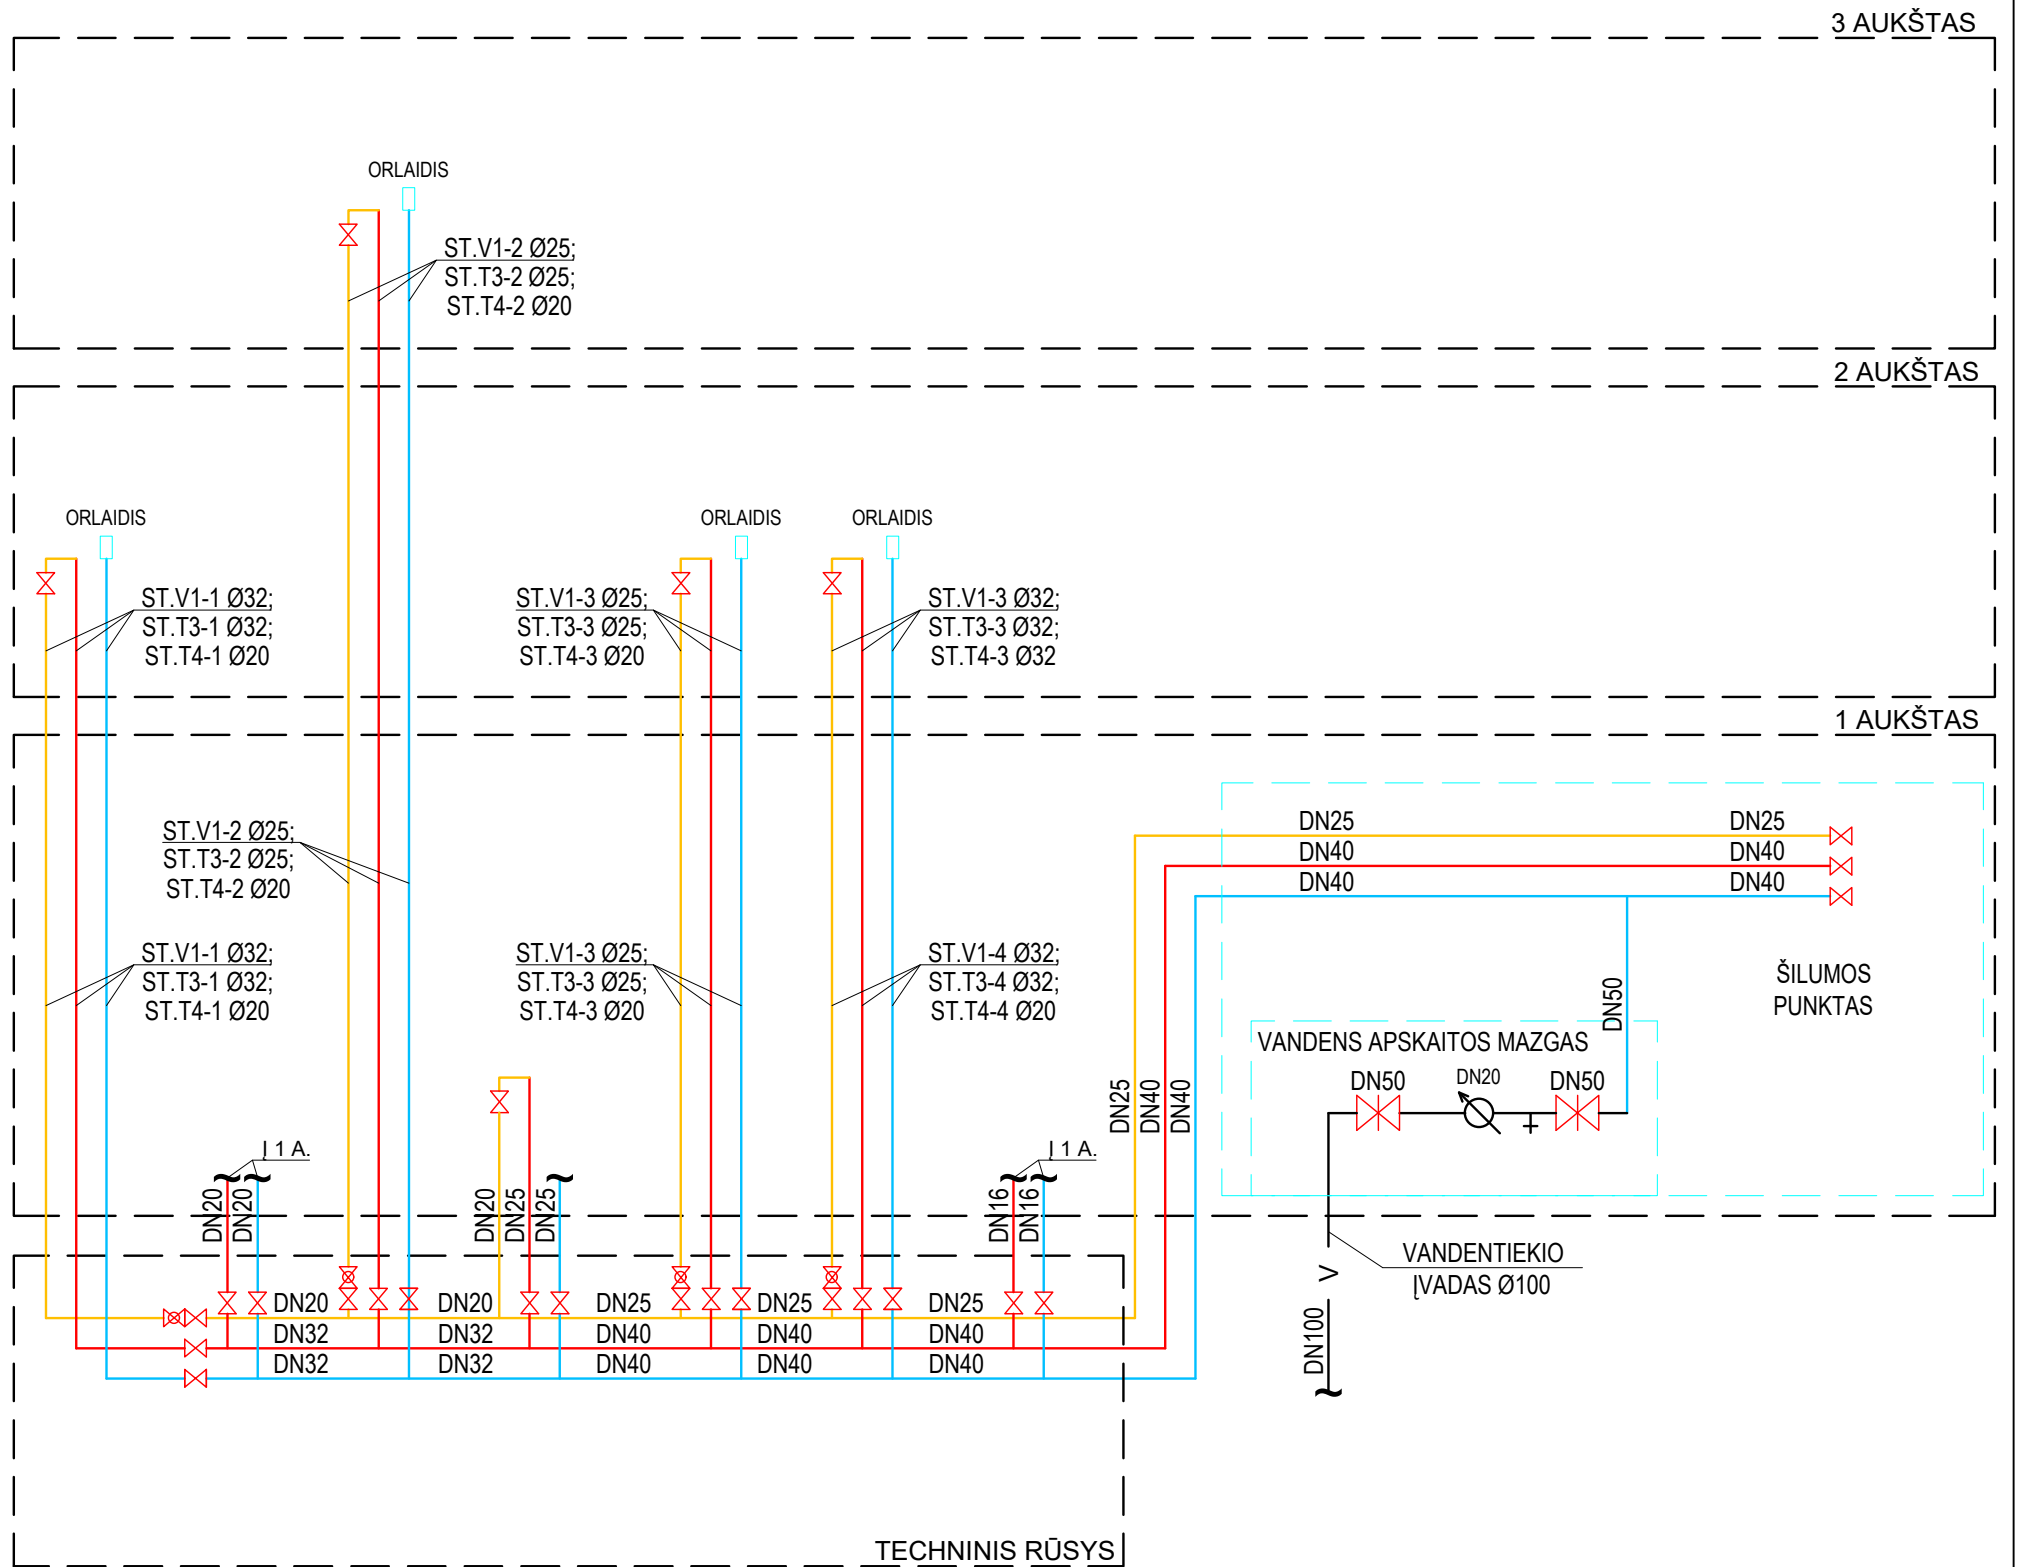 3 AUKŠTAS
ORLAIDIS
ST.V1-2 Ø25;
ST.T3-2 Ø25;
ST.T4-2 Ø20
2 AUKŠTAS
ORLAIDIS
ORLAIDIS
ORLAIDIS
ST.V1-1 Ø32;
ST.T3-1 Ø32;
ST.T4-1 Ø20
ST.V1-3 Ø25;
ST.T3-3 Ø25;
ST.T4-3 Ø20
ST.V1-3 Ø32;
ST.T3-3 Ø32;
ST.T4-3 Ø32
1 AUKŠTAS
ST.V1-2 Ø25;
ST.T3-2 Ø25;
ST.T4-2 Ø20
DN25
DN40
DN40
DN25
DN40
DN40
ST.V1-1 Ø32;
ST.T3-1 Ø32;
ST.T4-1 Ø20
ST.V1-3 Ø25;
ST.T3-3 Ø25;
ST.T4-3 Ø20
ST.V1-4 Ø32;
ST.T3-4 Ø32;
ST.T4-4 Ø20
ŠILUMOS
PUNKTAS
DN50
VANDENS APSKAITOS MAZGAS
DN50
DN20
DN50
DN25
DN40
DN40
Į 1 A.
Į 1 A.
DN20
DN20
DN20
DN25
DN25
DN16
DN16
VANDENTIEKIO
ĮVADAS Ø100
V
DN100
DN20
DN20
DN25
DN25
DN25
DN32
DN32
DN40
DN40
DN40
DN32
DN32
DN40
DN40
DN40
TECHNINIS RŪSYS